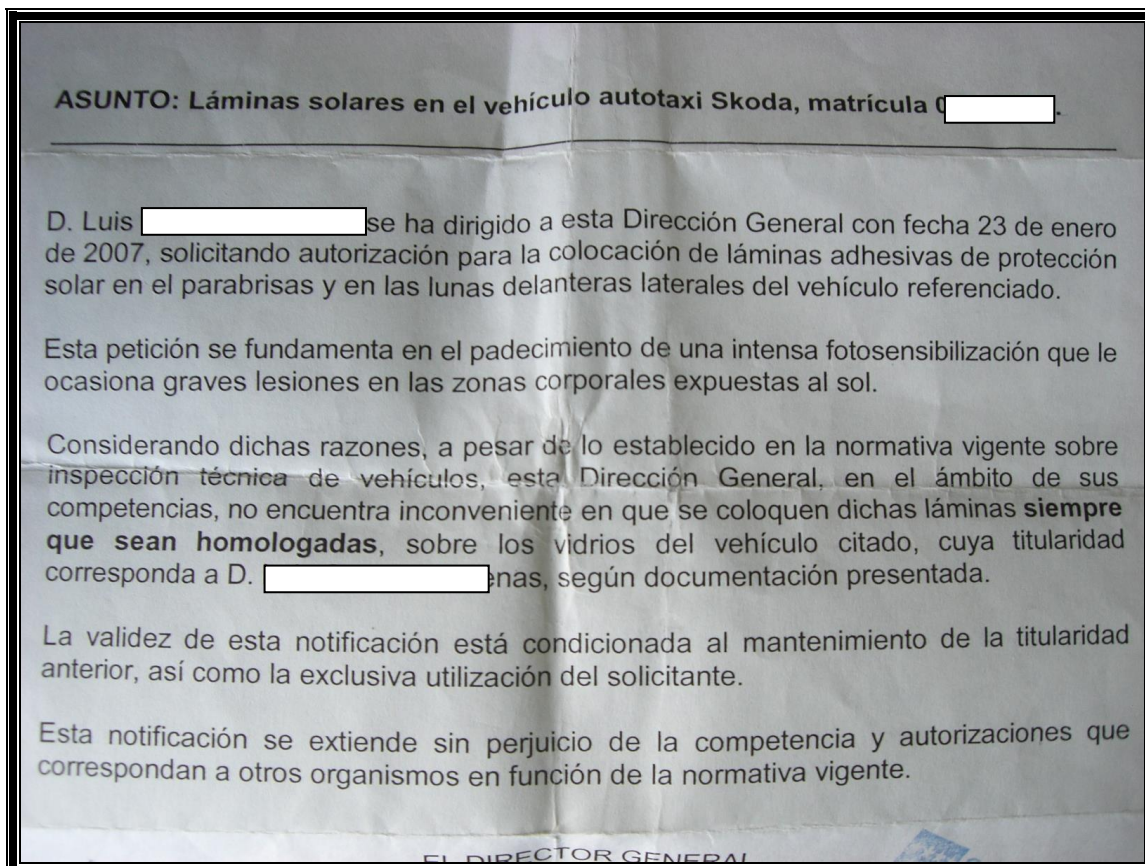 ASUNTO: Láminas solares en el vehículo autotaxi Skoda, matrícula 0
D. Luis se ha dirigido a esta Dirección General con fecha 23 de enero
de 2007, solicitando autorización para la colocación de láminas adhesivas de protección
solar en el parabrisas y en las lunas delanteras laterales del vehículo referenciado.
Esta petición se fundamenta en el padecimiento de una intensa fotosensibilización que le
ocasiona graves lesiones en las zonas corporales expuestas al sol.
Considerando dichas razones, a pesar de lo establecido en la normativa vigente sobre
inspección técnica de vehículos, esta Dirección General, en el ámbito de sus
competencias, no encuentra inconveniente en que se coloquen dichas láminas siempre
que sean homologadas, sobre los vidrios del vehículo citado, cuya titularidad
corresponda a D. enas, según documentación presentada.
La validez de esta notificación está condicionada al mantenimiento de la titularidad
anterior, así como la exclusiva utilización del solicitante.
Esta notificación se extiende sin perjuicio de la competencia y autorizaciones que
correspondan a otros organismos en función de la normativa vigente.
EL DIRECTOR GENERAL